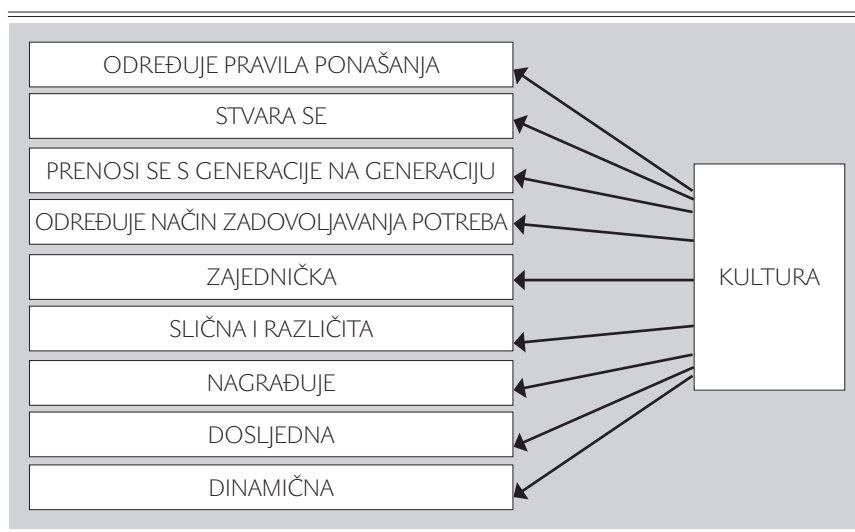 ODREĐUJE PRAVILA PONAŠANJA
STVARA SE
PRENOSI SE S GENERACIJE NA GENERACIJU
ODREĐUJE NAČIN ZADOVOLJAVANJA POTREBA
ZAJEDNIČKA
SLIČNA I RAZLIČITA
NAGRAĐUJE
DOSLJEDNA
DINAMIČNA
KULTURA